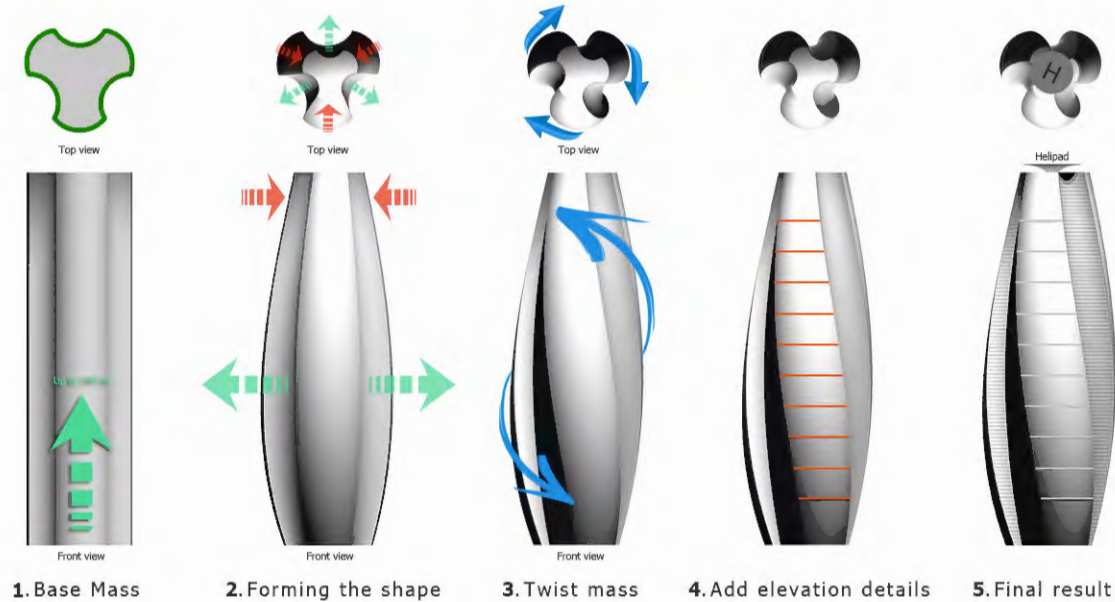 Top view
Top view
Top view
H
Helipad
Front view
Front view
Front view
1. Base Mass
2. Forming the shape
3. Twist mass
4. Add elevation details
5. Final result